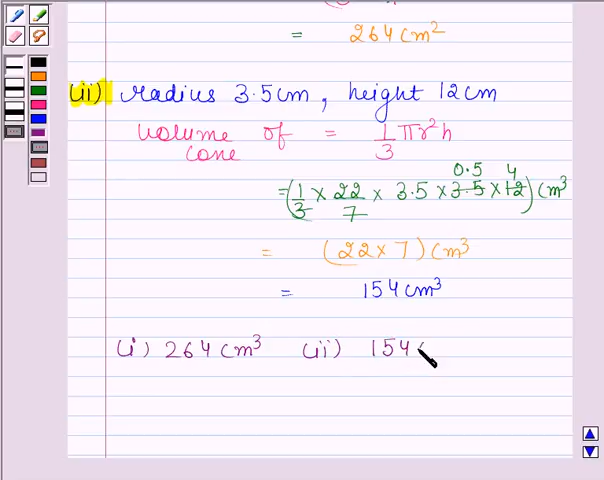 = 264 cm²
(ii) radius 3.5cm, height 12cm
volume of cone = 1/3 πr²h
= (1/3 × 22/7 × 3.5 × 3.5 0.5 × 12 4) cm³
= (22 × 7) cm³
= 154 cm³
(i) 264 cm³ (ii) 154